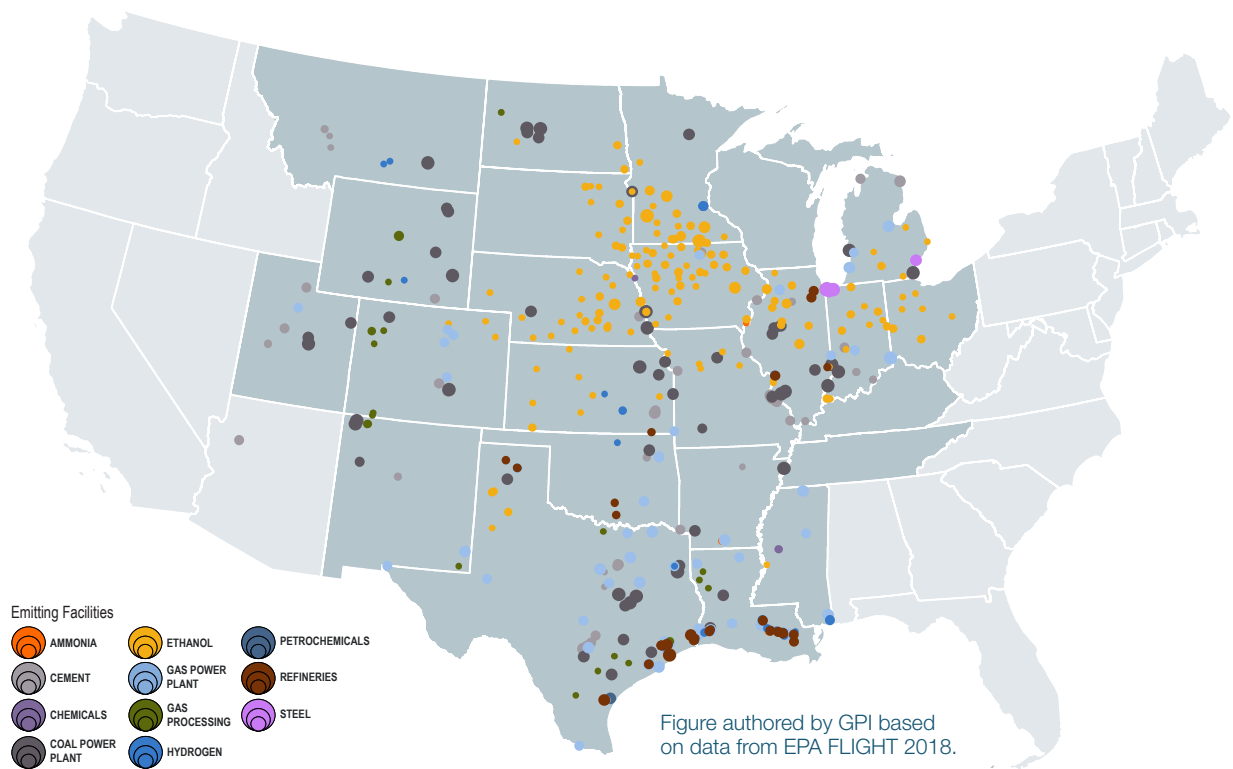 Emitting Facilities
AMMONIA
CEMENT
CHEMICALS
COAL POWER
PLANT
ETHANOL
GAS POWER
PLANT
GAS
PROCESSING
HYDROGEN
PETROCHEMICALS
REFINERIES
STEEL
Figure authored by GPI based
on data from EPA FLIGHT 2018.